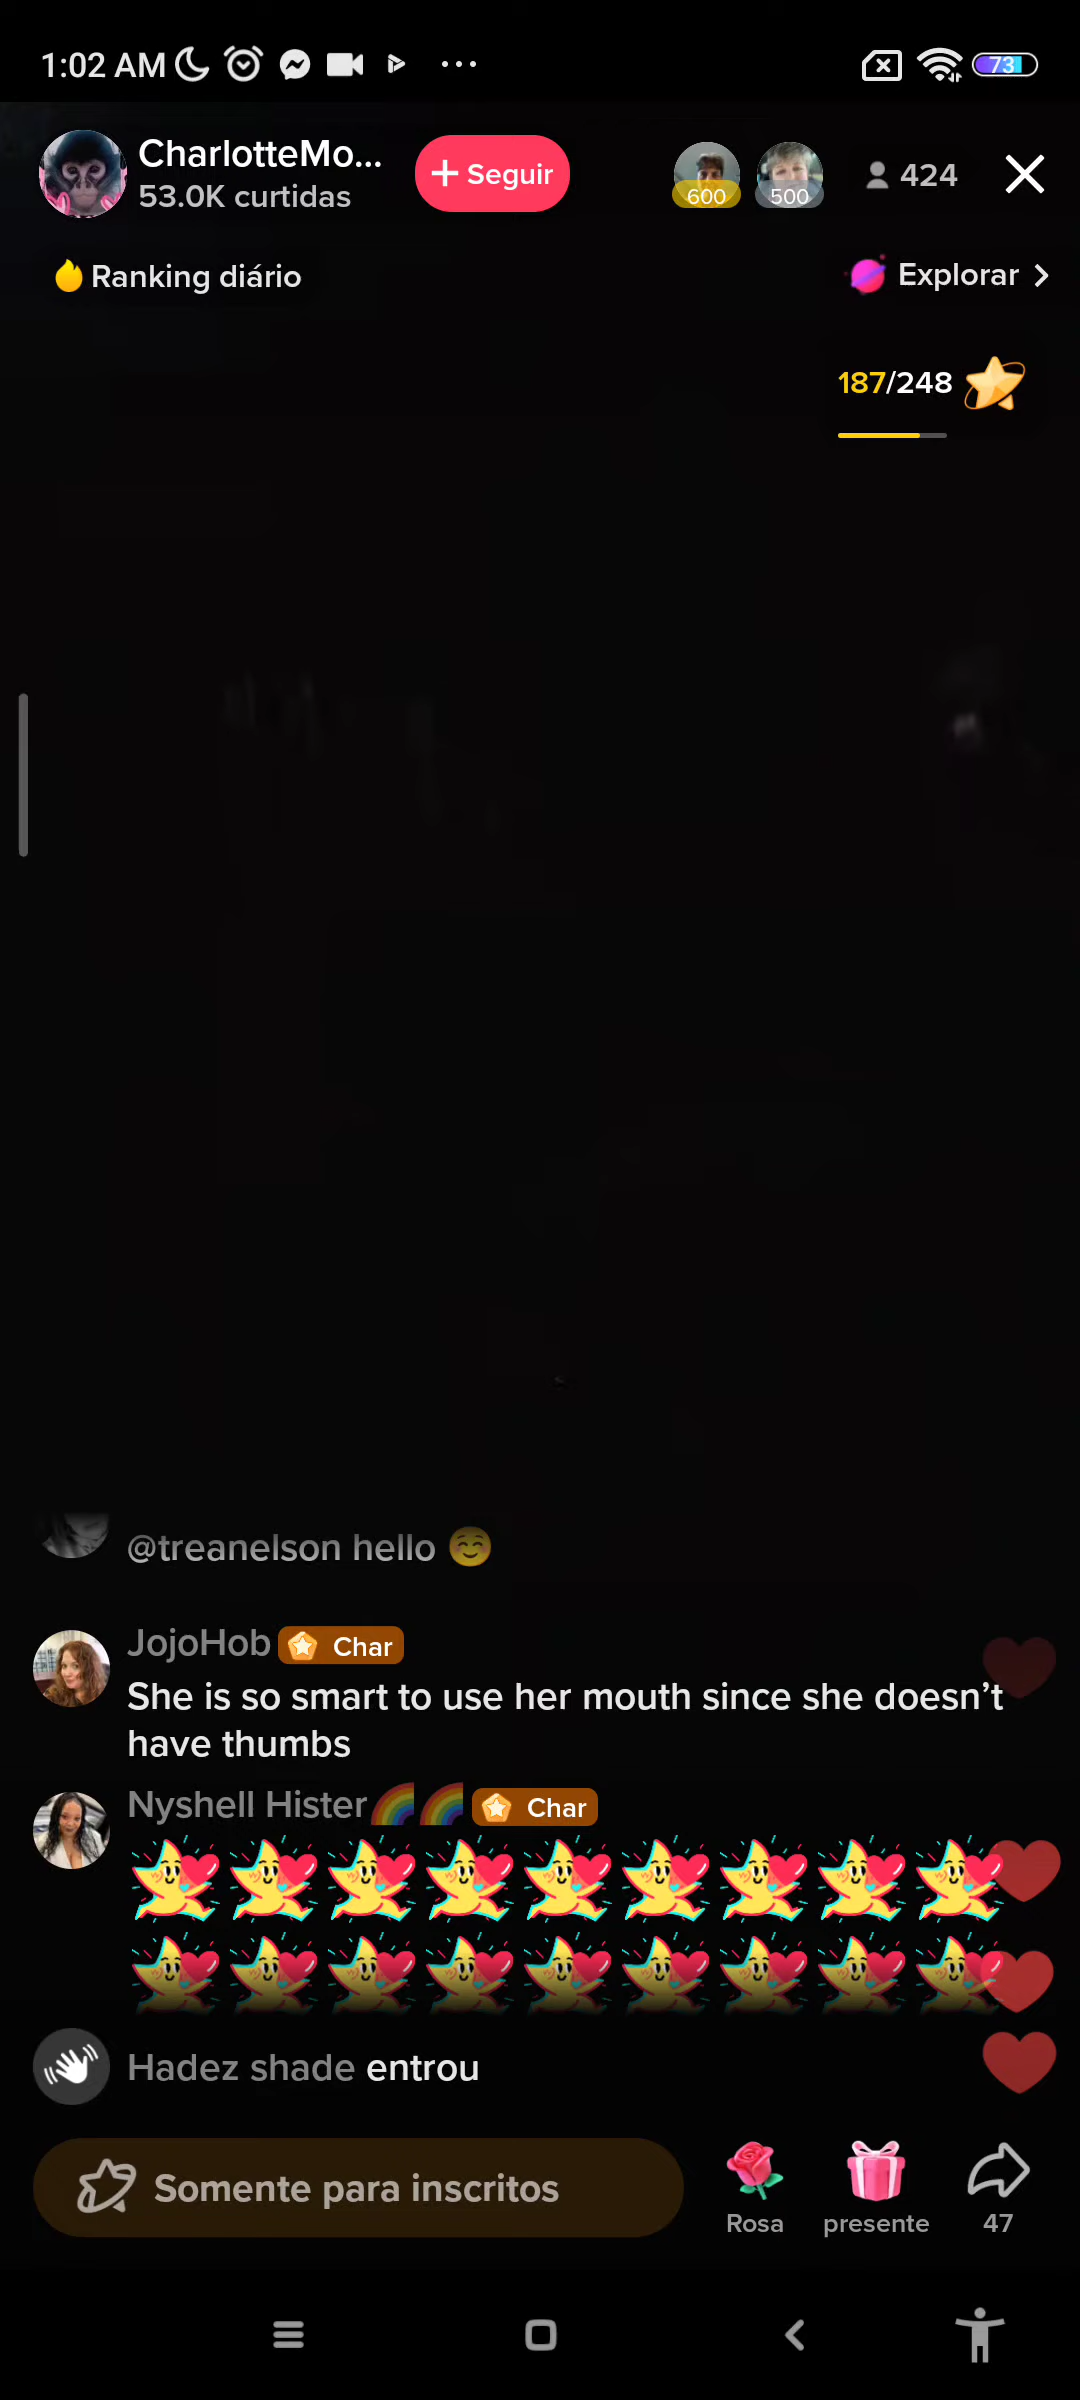 1:02 AM
73
CharlotteMo...
53.0K curtidas
+ Seguir
600
500
424
Ranking diário
Explorar >
187/248
@treanelson hello ☺️
JojoHob Char
She is so smart to use her mouth since she doesn’t
have thumbs
Nyshell Hister🌈🌈 Char
Hadez shade entrou
Somente para inscritos
Rosa
presente
47